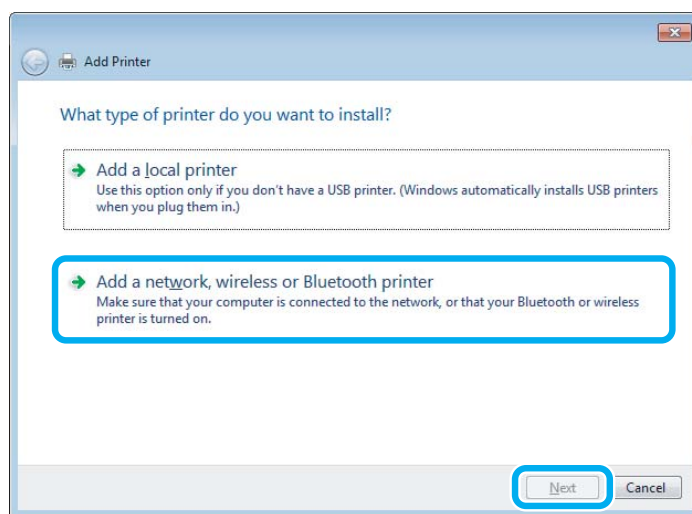 Add Printer
What type of printer do you want to install?
Add a local printer
Use this option only if you don't have a USB printer. (Windows automatically installs USB printers
when you plug them in.)
Add a network, wireless or Bluetooth printer
Make sure that your computer is connected to the network, or that your Bluetooth or wireless
printer is turned on.
Next Cancel